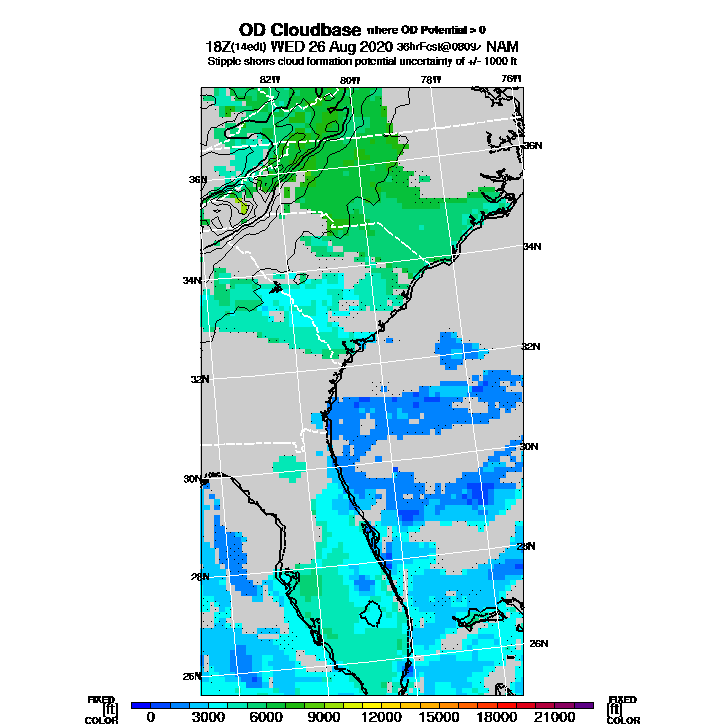 OD Cloudbase where OD Potential > 0
18Z(14edt) WED 26 Aug 2020 NAM
Stipple shows cloud formation potential uncertainty of +/- 1000 ft
82W 80W 78W 76W
36N
36N
34N
34N
32N
32N
30N
30N
28N
28N
26N
26N
FIXED FIXED
[ft] 0 3000 6000 9000 12000 15000 18000 21000 [ft]
COLOR COLOR